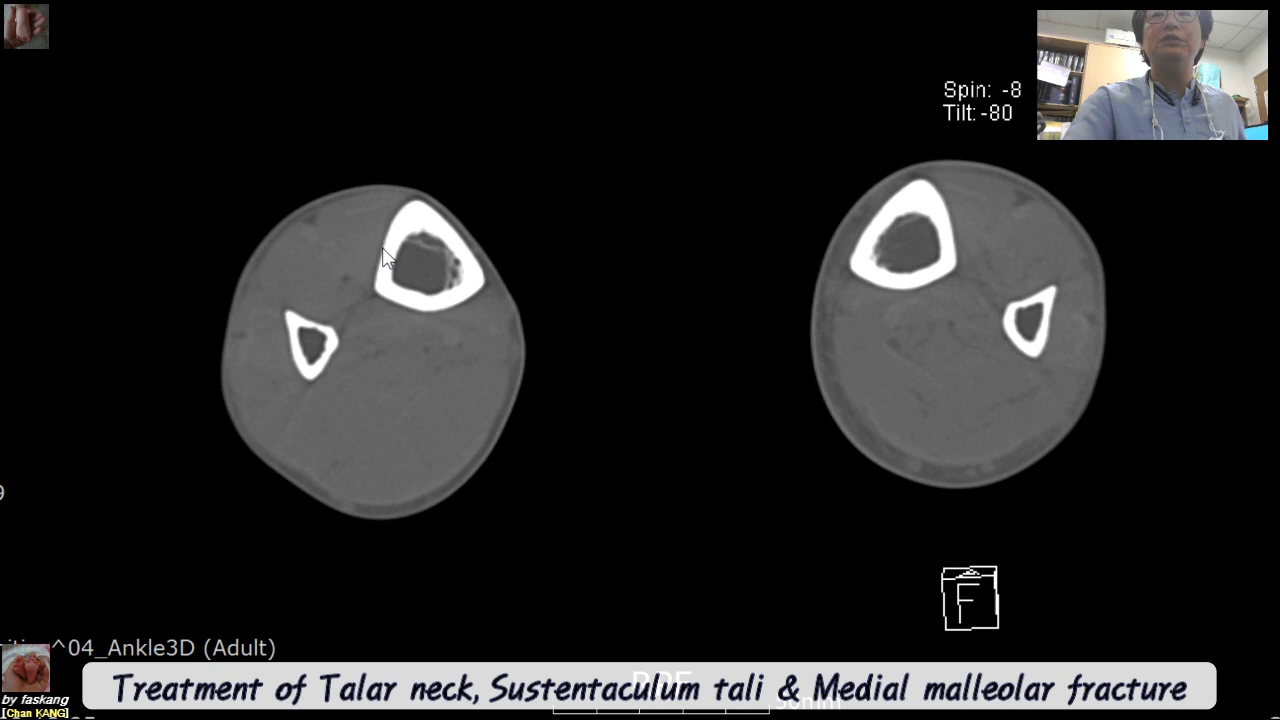 Spin: -8
Tilt: -80
F
^04_Ankle3D (Adult)
Treatment of Talar neck, Sustentaculum tali & Medial malleolar fracture
by faskang
[Chan KANG]